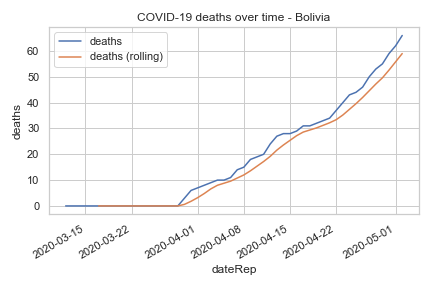 COVID-19 deaths over time - Bolivia
deaths
deaths (rolling)
60
50
40
30
20
10
0
deaths
2020-03-15
2020-03-22
2020-04-01
2020-04-08
2020-04-15
2020-04-22
2020-05-01
dateRep